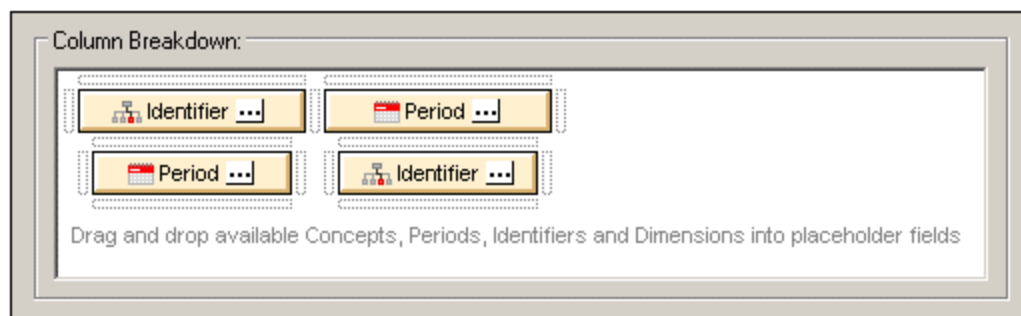 Column Breakdown:
Identifier ... Period ...
Period ... Identifier ...
Drag and drop available Concepts, Periods, Identifiers and Dimensions into placeholder fields